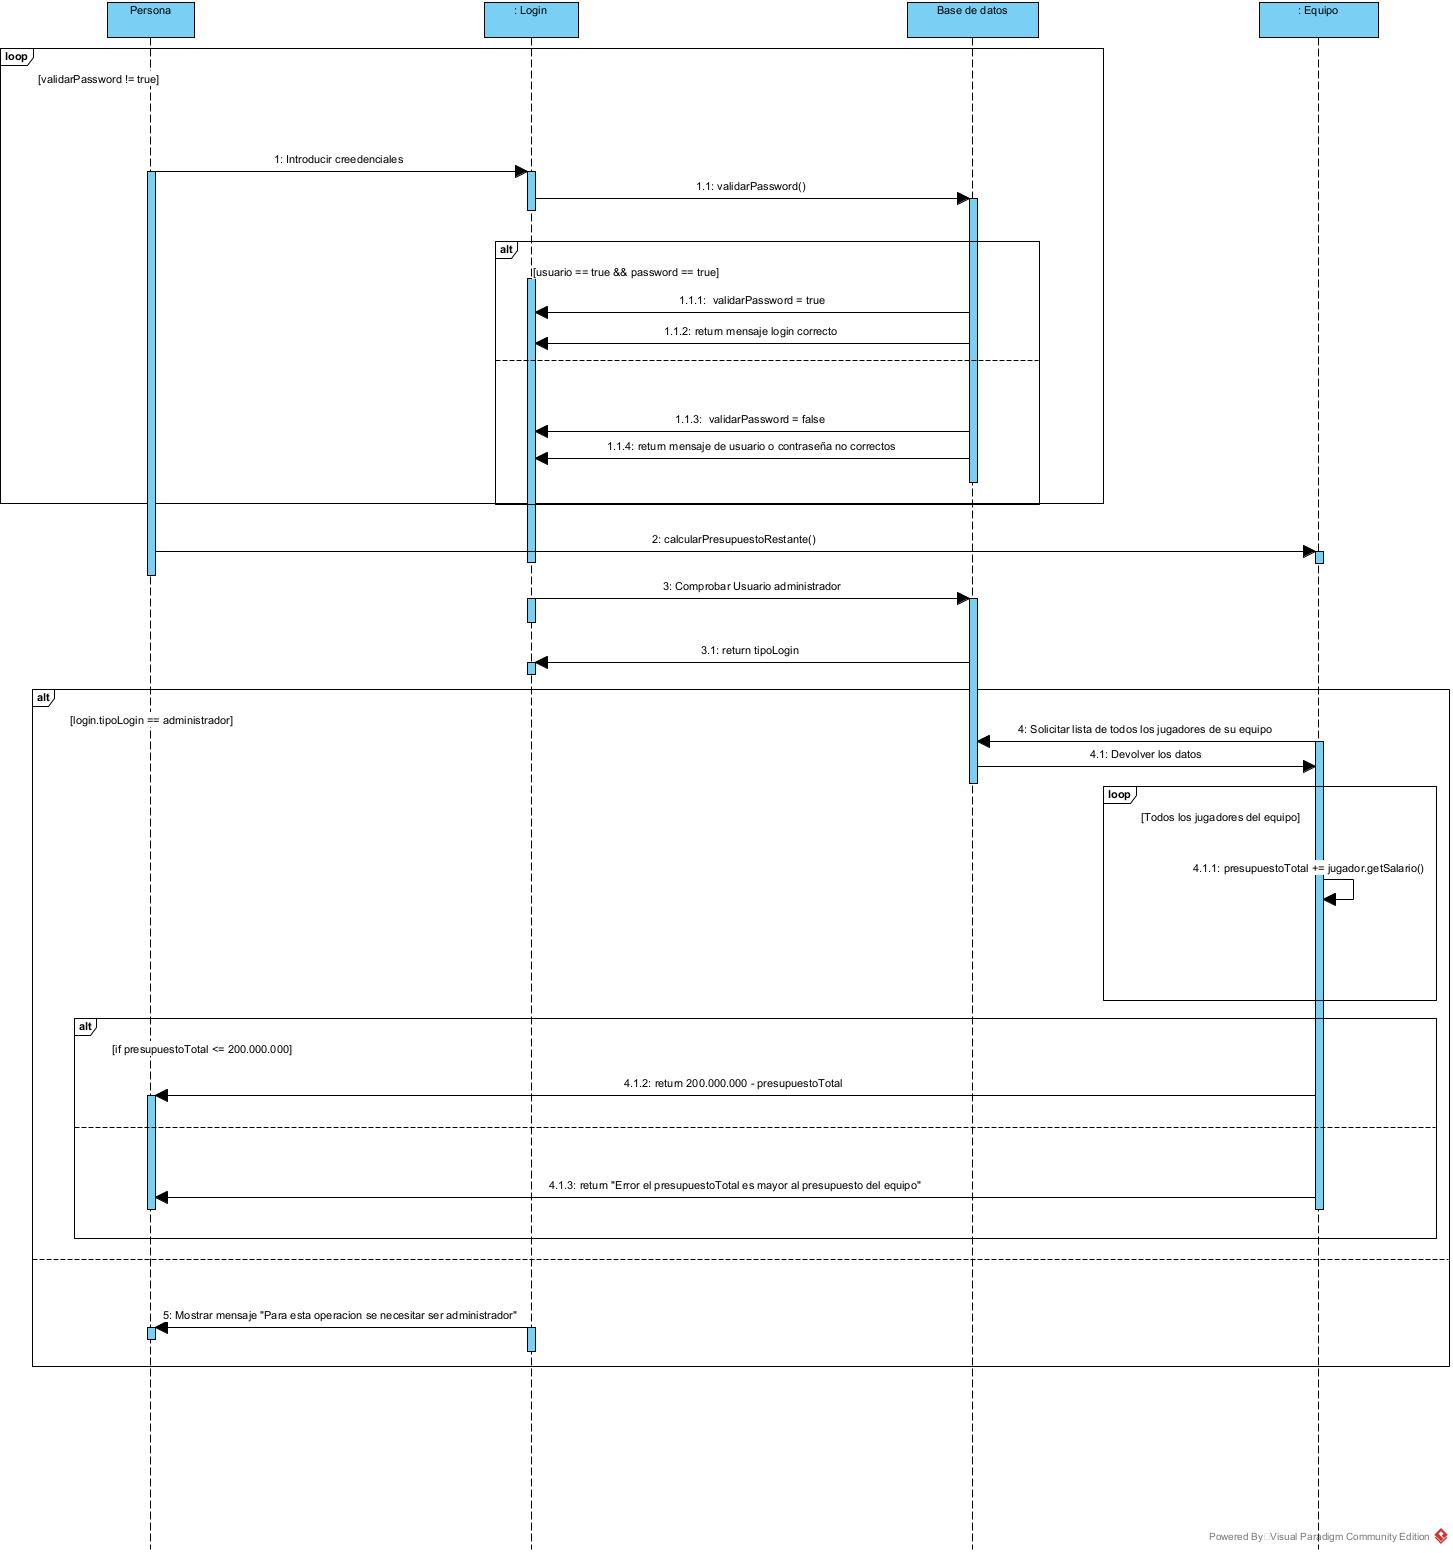 Persona
: Login
Base de datos
: Equipo
loop
[validarPassword != true]
1: Introducir creedenciales
1.1: validarPassword()
alt
[usuario == true && password == true]
1.1.1:  validarPassword = true
1.1.2: return mensaje login correcto
1.1.3:  validarPassword = false
1.1.4: return mensaje de usuario o contraseña no correctos
2: calcularPresupuestoRestante()
3: Comprobar Usuario administrador
3.1: return tipoLogin
alt
[login.tipoLogin == administrador]
4: Solicitar lista de todos los jugadores de su equipo
4.1: Devolver los datos
loop
[Todos los jugadores del equipo]
4.1.1: presupuestoTotal += jugador.getSalario()
alt
[if presupuestoTotal <= 200.000.000]
4.1.2: return 200.000.000 - presupuestoTotal
4.1.3: return "Error el presupuestoTotal es mayor al presupuesto del equipo"
5: Mostrar mensaje "Para esta operacion se necesitar ser administrador"
Powered By Visual Paradigm Community Edition